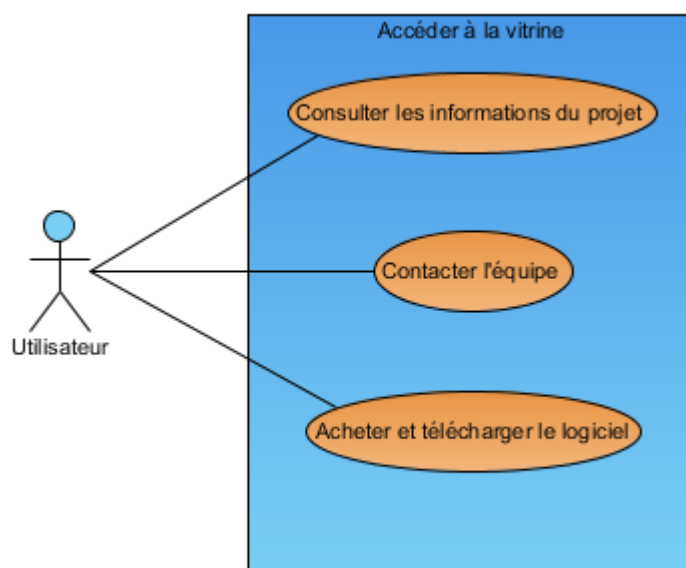 Accéder à la vitrine
Consulter les informations du projet
Contacter l'équipe
Utilisateur
Acheter et télécharger le logiciel